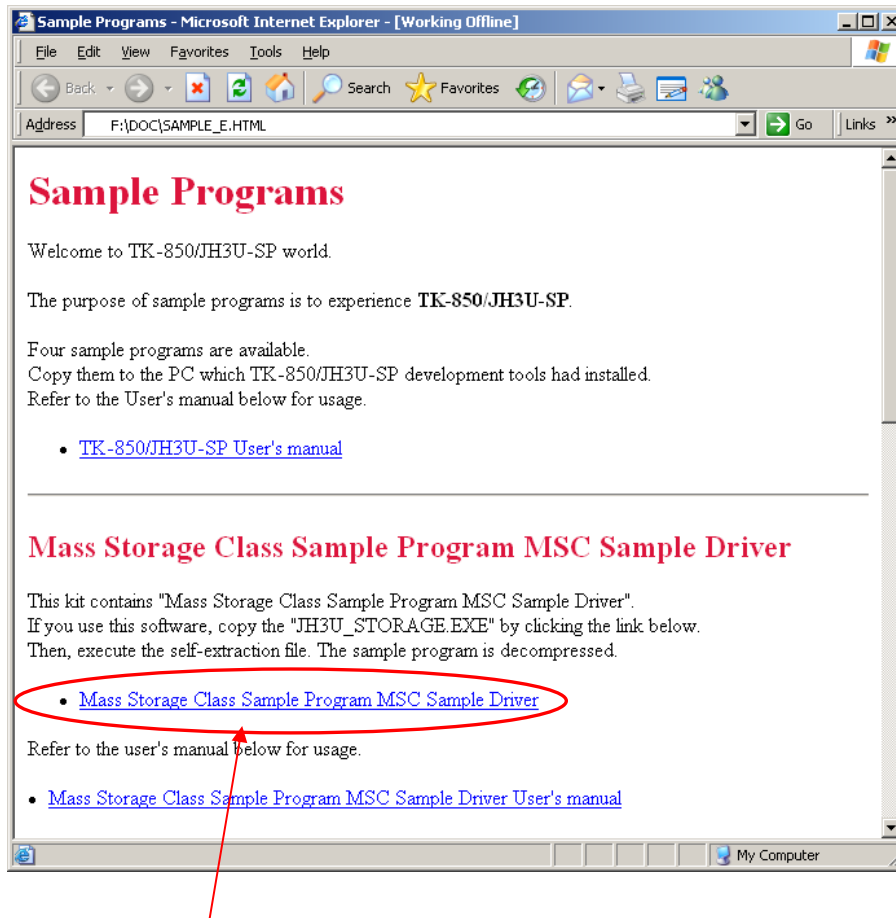 Sample Programs - Microsoft Internet Explorer - [Working Offline]
File Edit View Favorites Tools Help
Back Search Favorites
Address F:\DOC\SAMPLE_E.HTML Go Links »
Sample Programs
Welcome to TK-850/JH3U-SP world.
The purpose of sample programs is to experience TK-850/JH3U-SP.
Four sample programs are available.
Copy them to the PC which TK-850/JH3U-SP development tools had installed.
Refer to the User's manual below for usage.
• TK-850/JH3U-SP User's manual
Mass Storage Class Sample Program MSC Sample Driver
This kit contains "Mass Storage Class Sample Program MSC Sample Driver".
If you use this software, copy the "JH3U_STORAGE.EXE" by clicking the link below.
Then, execute the self-extraction file. The sample program is decompressed.
• Mass Storage Class Sample Program MSC Sample Driver
Refer to the user's manual below for usage.
• Mass Storage Class Sample Program MSC Sample Driver User's manual
My Computer